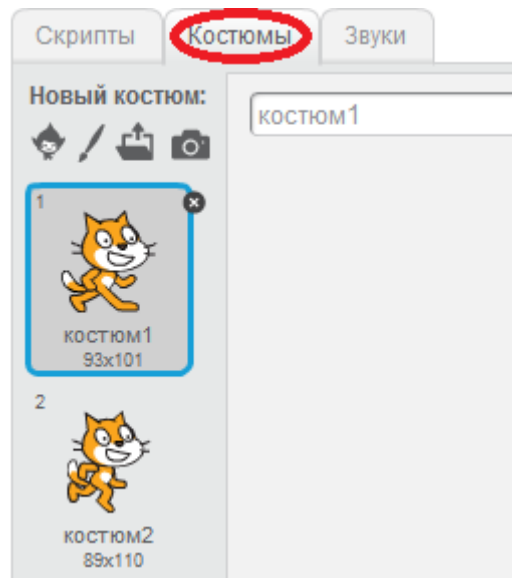 Скрипты Костюмы Звуки
Новый костюм:
костюм1
1
костюм1
93x101
2
костюм2
89x110